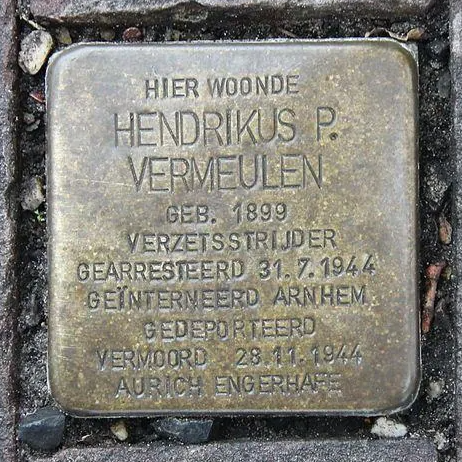 HIER WOONDE
HENDRIKUS P.
VERMEULEN
GEB. 1899
VERZETSSTRIJDER
GEARRESTEERD 31.7.1944
GEÏNTERNEERD ARNHEM
GEDEPORTEERD
VERMOORD 28.11.1944
AURICH ENGERHAFE